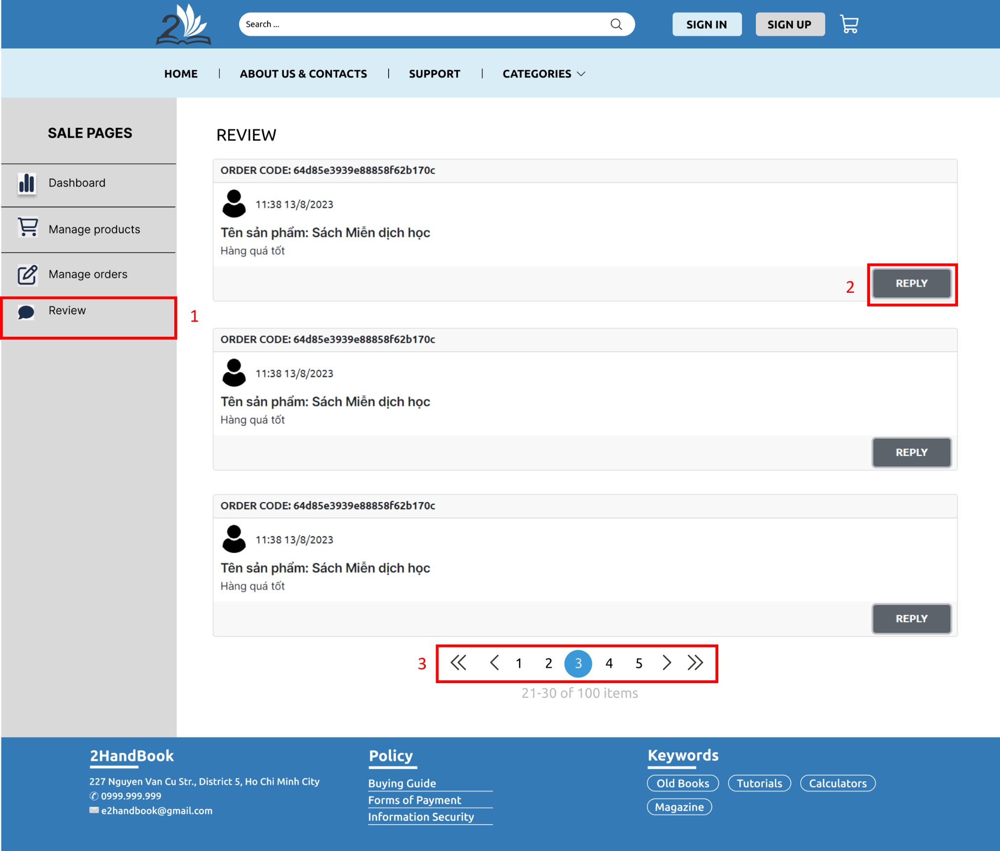 2
Search ...
SIGN IN
SIGN UP
HOME | ABOUT US & CONTACTS | SUPPORT | CATEGORIES
SALE PAGES
Dashboard
Manage products
Manage orders
Review
1
REVIEW
ORDER CODE: 64d85e3939e88858f62b170c
11:38 13/8/2023
Tên sản phẩm: Sách Miễn dịch học
Hàng quá tốt
2
REPLY
ORDER CODE: 64d85e3939e88858f62b170c
11:38 13/8/2023
Tên sản phẩm: Sách Miễn dịch học
Hàng quá tốt
REPLY
ORDER CODE: 64d85e3939e88858f62b170c
11:38 13/8/2023
Tên sản phẩm: Sách Miễn dịch học
Hàng quá tốt
REPLY
3
1 2 3 4 5
21-30 of 100 items
2HandBook
227 Nguyen Van Cu Str., District 5, Ho Chi Minh City
✆ 0999.999.999
e2handbook@gmail.com
Policy
Buying Guide
Forms of Payment
Information Security
Keywords
Old Books Tutorials Calculators
Magazine